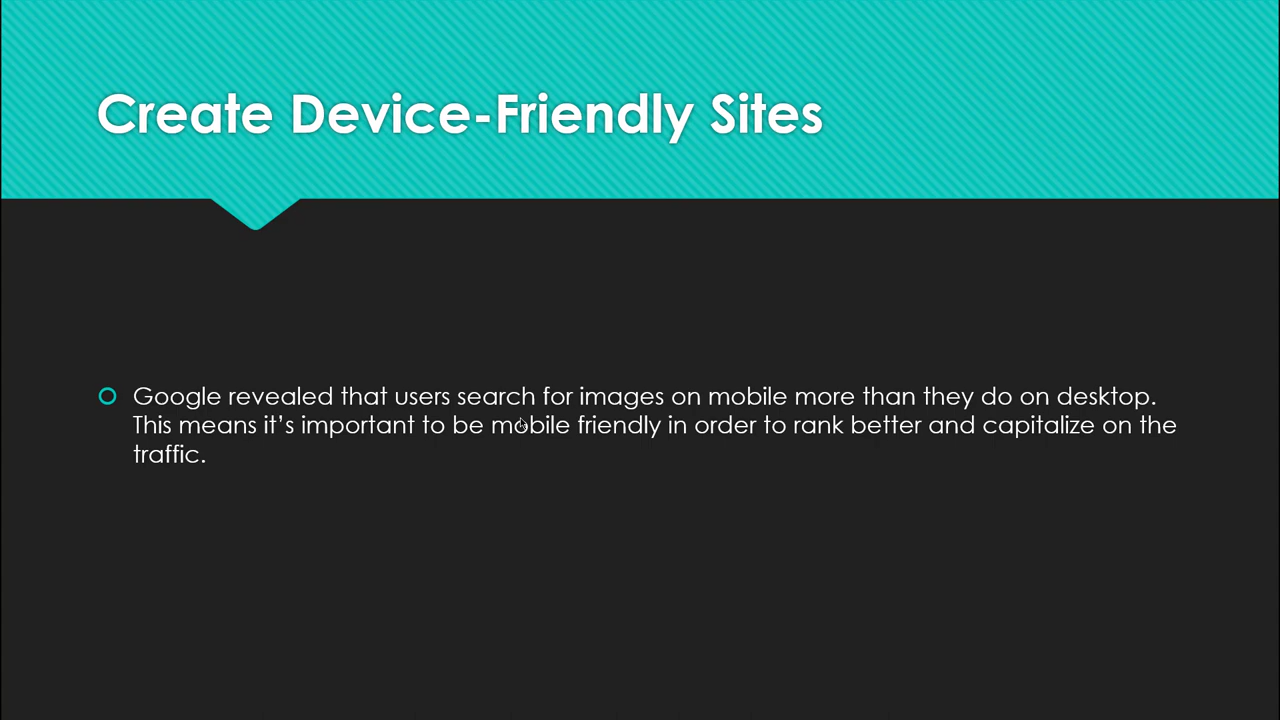 Create Device-Friendly Sites
Google revealed that users search for images on mobile more than they do on desktop.
This means it’s important to be mobile friendly in order to rank better and capitalize on the
traffic.